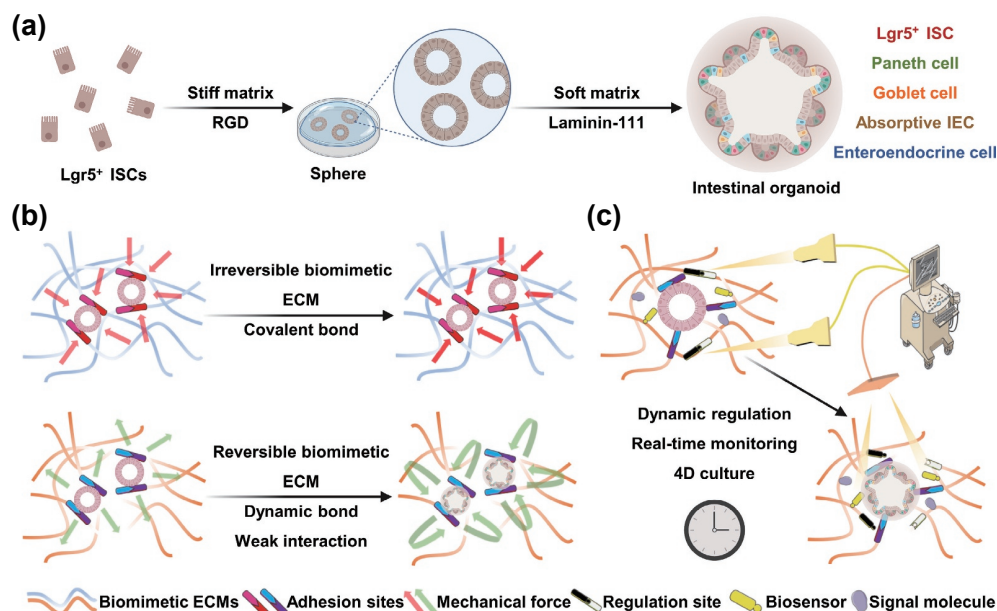 (a)
Lgr5⁺ ISCs
Stiff matrix
RGD
Sphere
Soft matrix
Laminin-111
Intestinal organoid
Lgr5⁺ ISC
Paneth cell
Goblet cell
Absorptive IEC
Enteroendocrine cell
(b)
Irreversible biomimetic
ECM
Covalent bond
Reversible biomimetic
ECM
Dynamic bond
Weak interaction
(c)
Dynamic regulation
Real-time monitoring
4D culture
Biomimetic ECMs
Adhesion sites
Mechanical force
Regulation site
Biosensor
Signal molecule